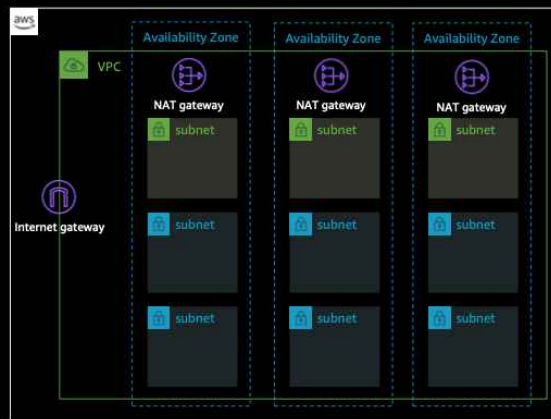 aws
Availability Zone
Availability Zone
Availability Zone
VPC
NAT gateway
NAT gateway
NAT gateway
subnet
subnet
subnet
Internet gateway
subnet
subnet
subnet
subnet
subnet
subnet